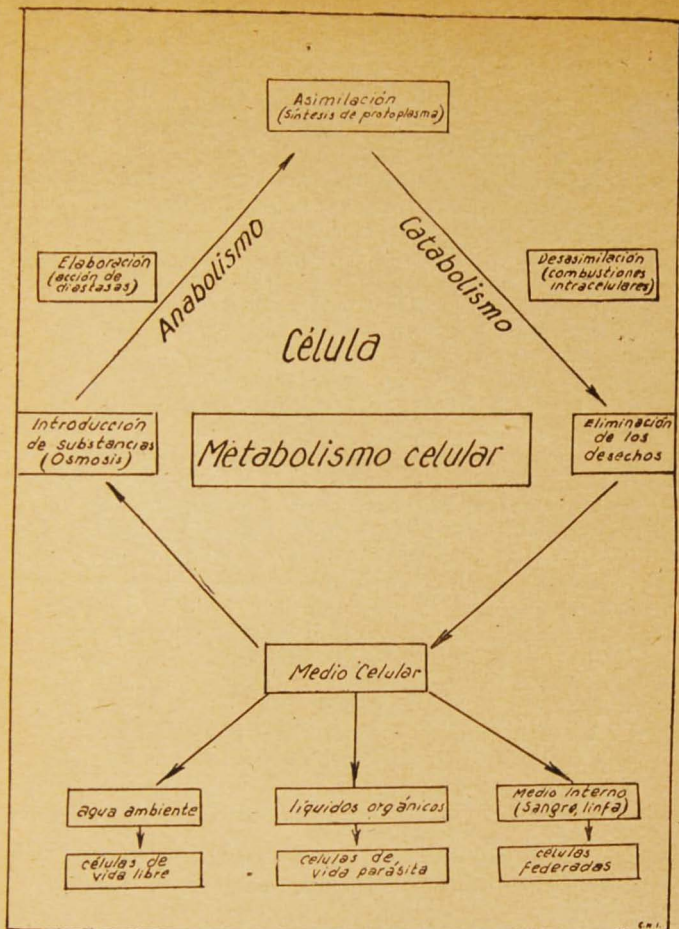 Asimilación
(Síntesis de protoplasma)
Elaboración
(acción de
diastasas)
Anabolismo
Catabolismo
Desasimilación
(combustiones
intracelulares)
Célula
Introducción
de substancias
(Osmosis)
Metabolismo celular
Eliminación
de los
desechos
Medio Celular
agua ambiente
líquidos orgánicos
Medio Interno
(Sangre, linfa)
células de
vida libre
células de
vida parásita
células
federadas